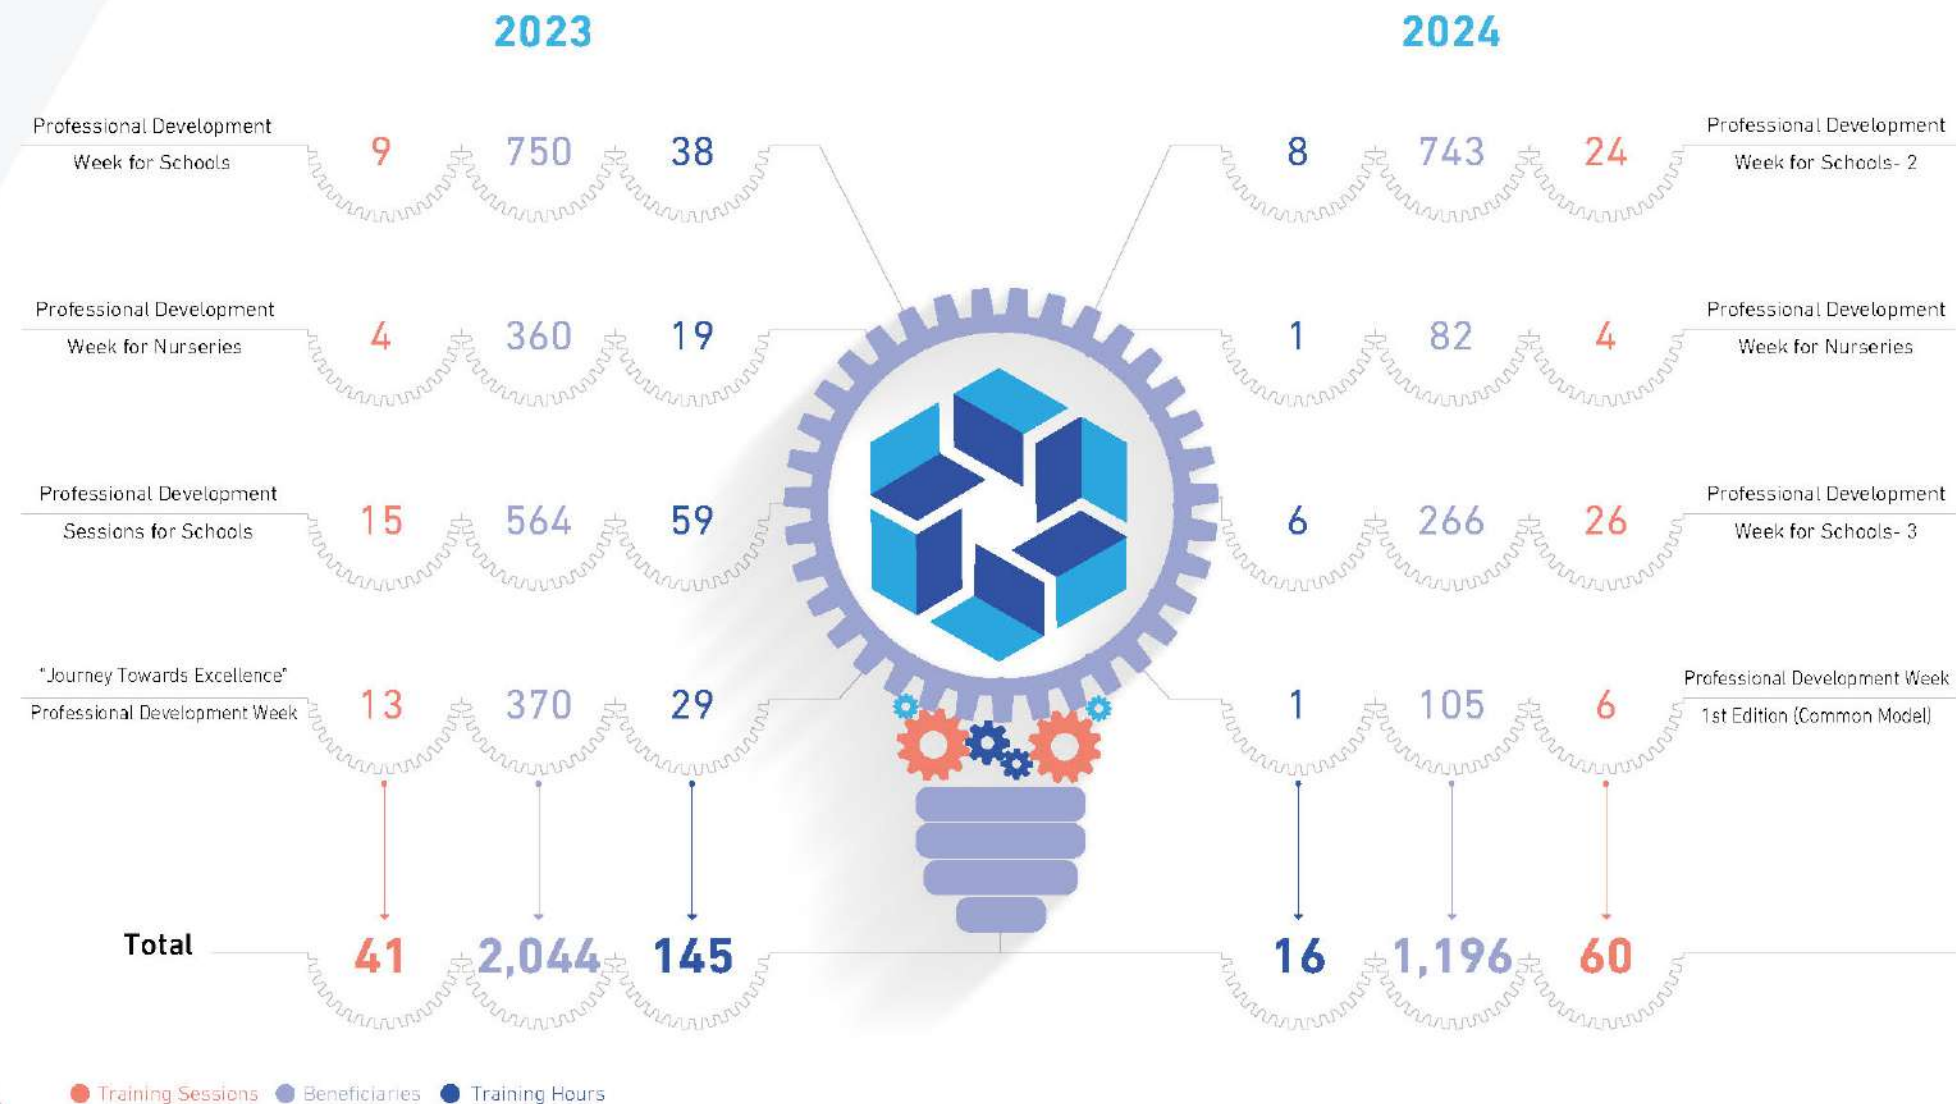 2023
2024
Professional Development
Week for Schools
9
750
38
8
743
24
Professional Development
Week for Schools- 2
Professional Development
Week for Nurseries
4
360
19
1
82
4
Professional Development
Week for Nurseries
Professional Development
Sessions for Schools
15
564
59
6
266
26
Professional Development
Week for Schools- 3
"Journey Towards Excellence"
Professional Development Week
13
370
29
1
105
6
Professional Development Week
1st Edition (Common Model)
Total
41
2,044
145
16
1,196
60
Training Sessions
Beneficiaries
Training Hours